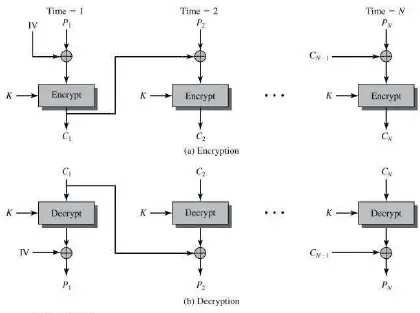 Time = 1 Time = 2 Time = N
IV P1 P2 PN
CN−1
K Encrypt K Encrypt • • • K Encrypt
C1 C2 CN
(a) Encryption
C1 C2 CN
K Decrypt K Decrypt • • • K Decrypt
IV CN−1
P1 P2 PN
(b) Decryption